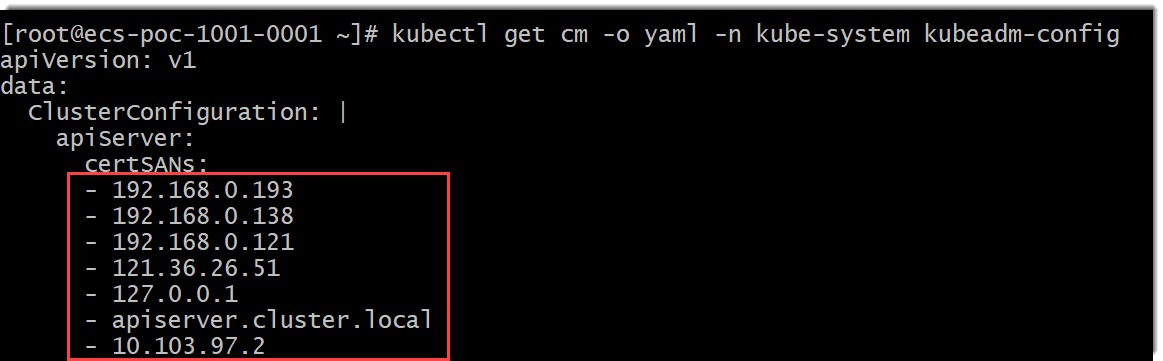 [root@ecs-poc-1001-0001 ~]# kubectl get cm -o yaml -n kube-system kubeadm-config
apiVersion: v1
data:
  ClusterConfiguration: |
    apiServer:
      certSANs:
      - 192.168.0.193
      - 192.168.0.138
      - 192.168.0.121
      - 121.36.26.51
      - 127.0.0.1
      - apiserver.cluster.local
      - 10.103.97.2